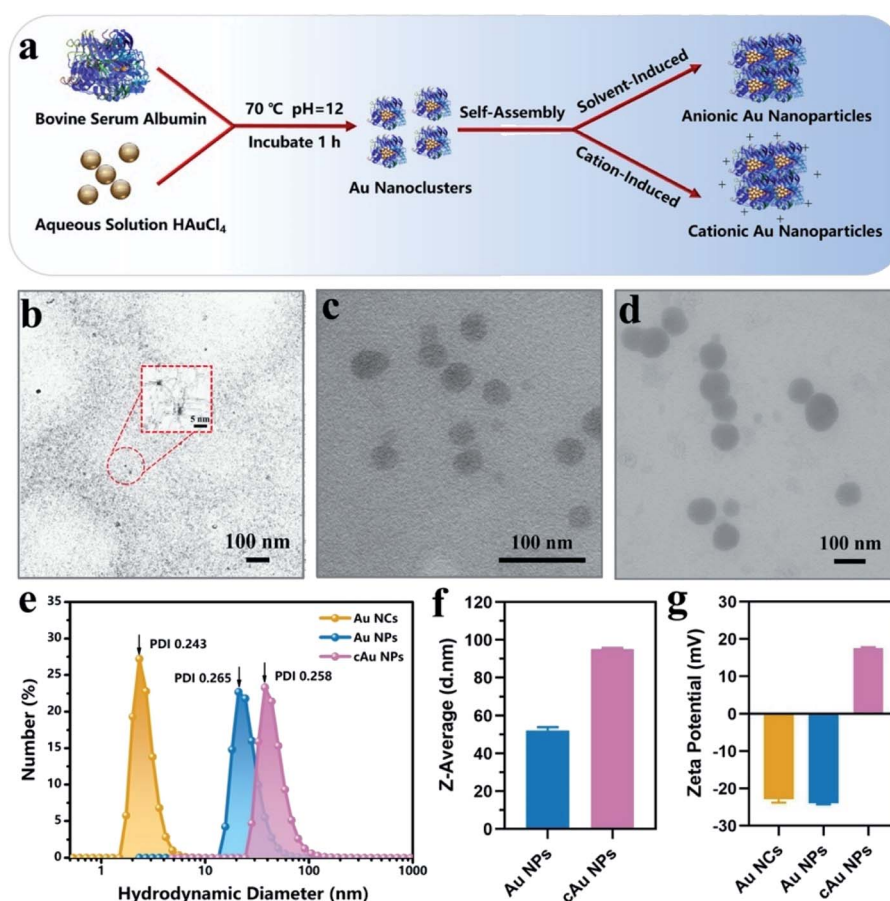 a
Bovine Serum Albumin
Aqueous Solution HAuCl₄
70 ℃ pH=12
Incubate 1 h
Au Nanoclusters
Self-Assembly
Solvent-Induced
Cation-Induced
Anionic Au Nanoparticles
+ + + + + + + +
Cationic Au Nanoparticles
b
5 nm
100 nm
c
100 nm
d
100 nm
e
35
30
25
20
15
10
5
0
Number (%)
1 10 100 1000
Hydrodynamic Diameter (nm)
PDI 0.243
PDI 0.265
PDI 0.258
Au NCs
Au NPs
cAu NPs
f
120
100
80
60
40
20
0
Z-Average (d.nm)
Au NPs
cAu NPs
g
30
20
10
0
-10
-20
-30
Zeta Potential (mV)
Au NCs
Au NPs
cAu NPs